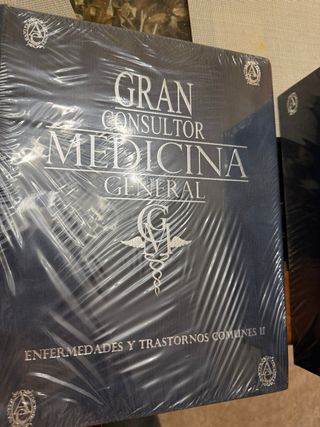 GRAN
CONSULTOR
MEDICINA
GENERAL
ENFERMEDADES Y TRASTORNOS COMUNES II